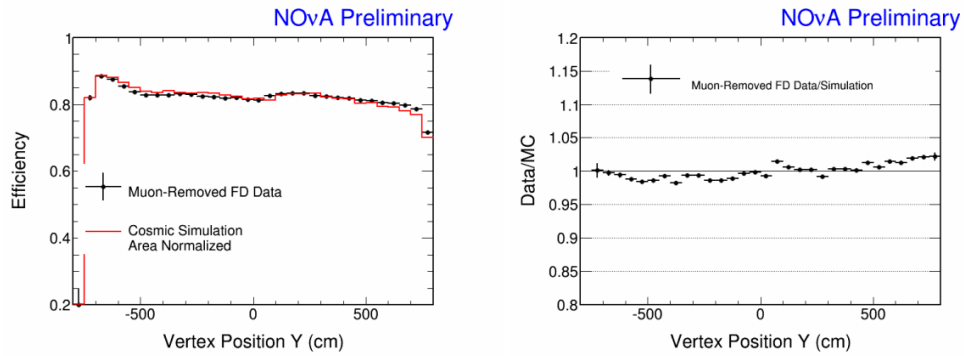 NOνA Preliminary
1
0.8
0.6
0.4
0.2
Efficiency
Muon-Removed FD Data
Cosmic Simulation
Area Normalized
-500
0
500
Vertex Position Y (cm)
NOνA Preliminary
1.2
1.15
1.1
1.05
1
0.95
0.9
0.85
0.8
Data/MC
Muon-Removed FD Data/Simulation
-500
0
500
Vertex Position Y (cm)